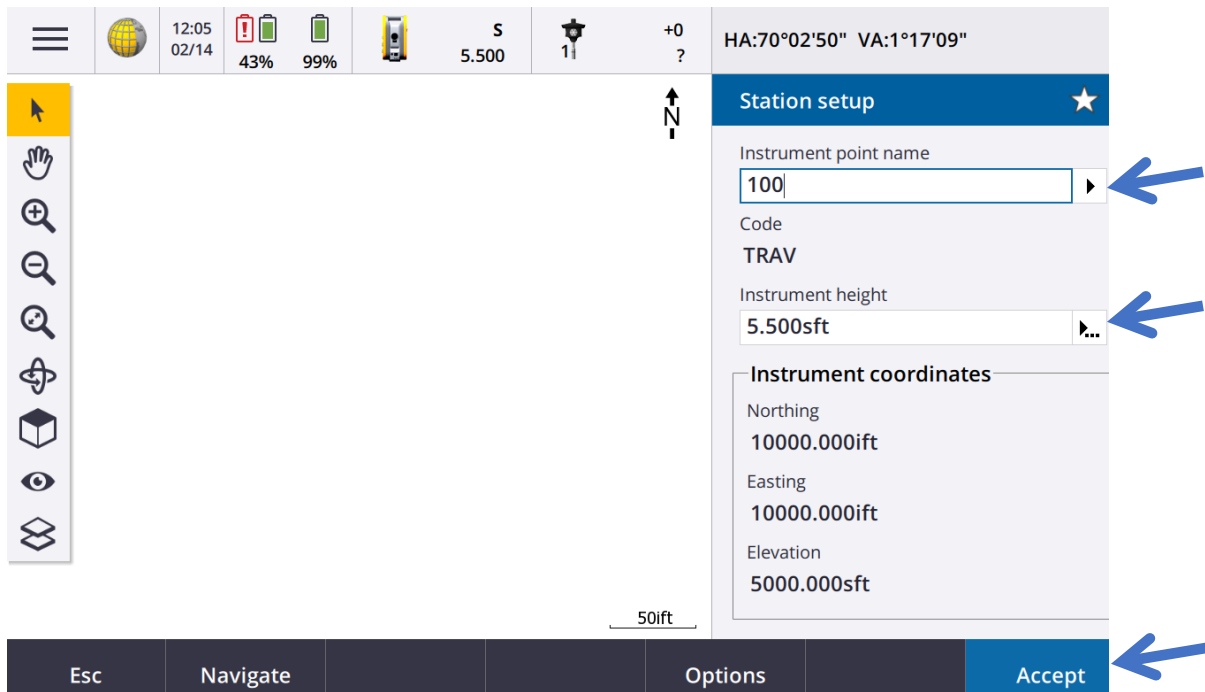 12:05
02/14
!
43%
99%
S
5.500
1
+0
?
HA:70°02'50" VA:1°17'09"
N
Station setup
Instrument point name
100
Code
TRAV
Instrument height
5.500sft
Instrument coordinates
Northing
10000.000ift
Easting
10000.000ift
Elevation
5000.000sft
50ift
Esc
Navigate
Options
Accept